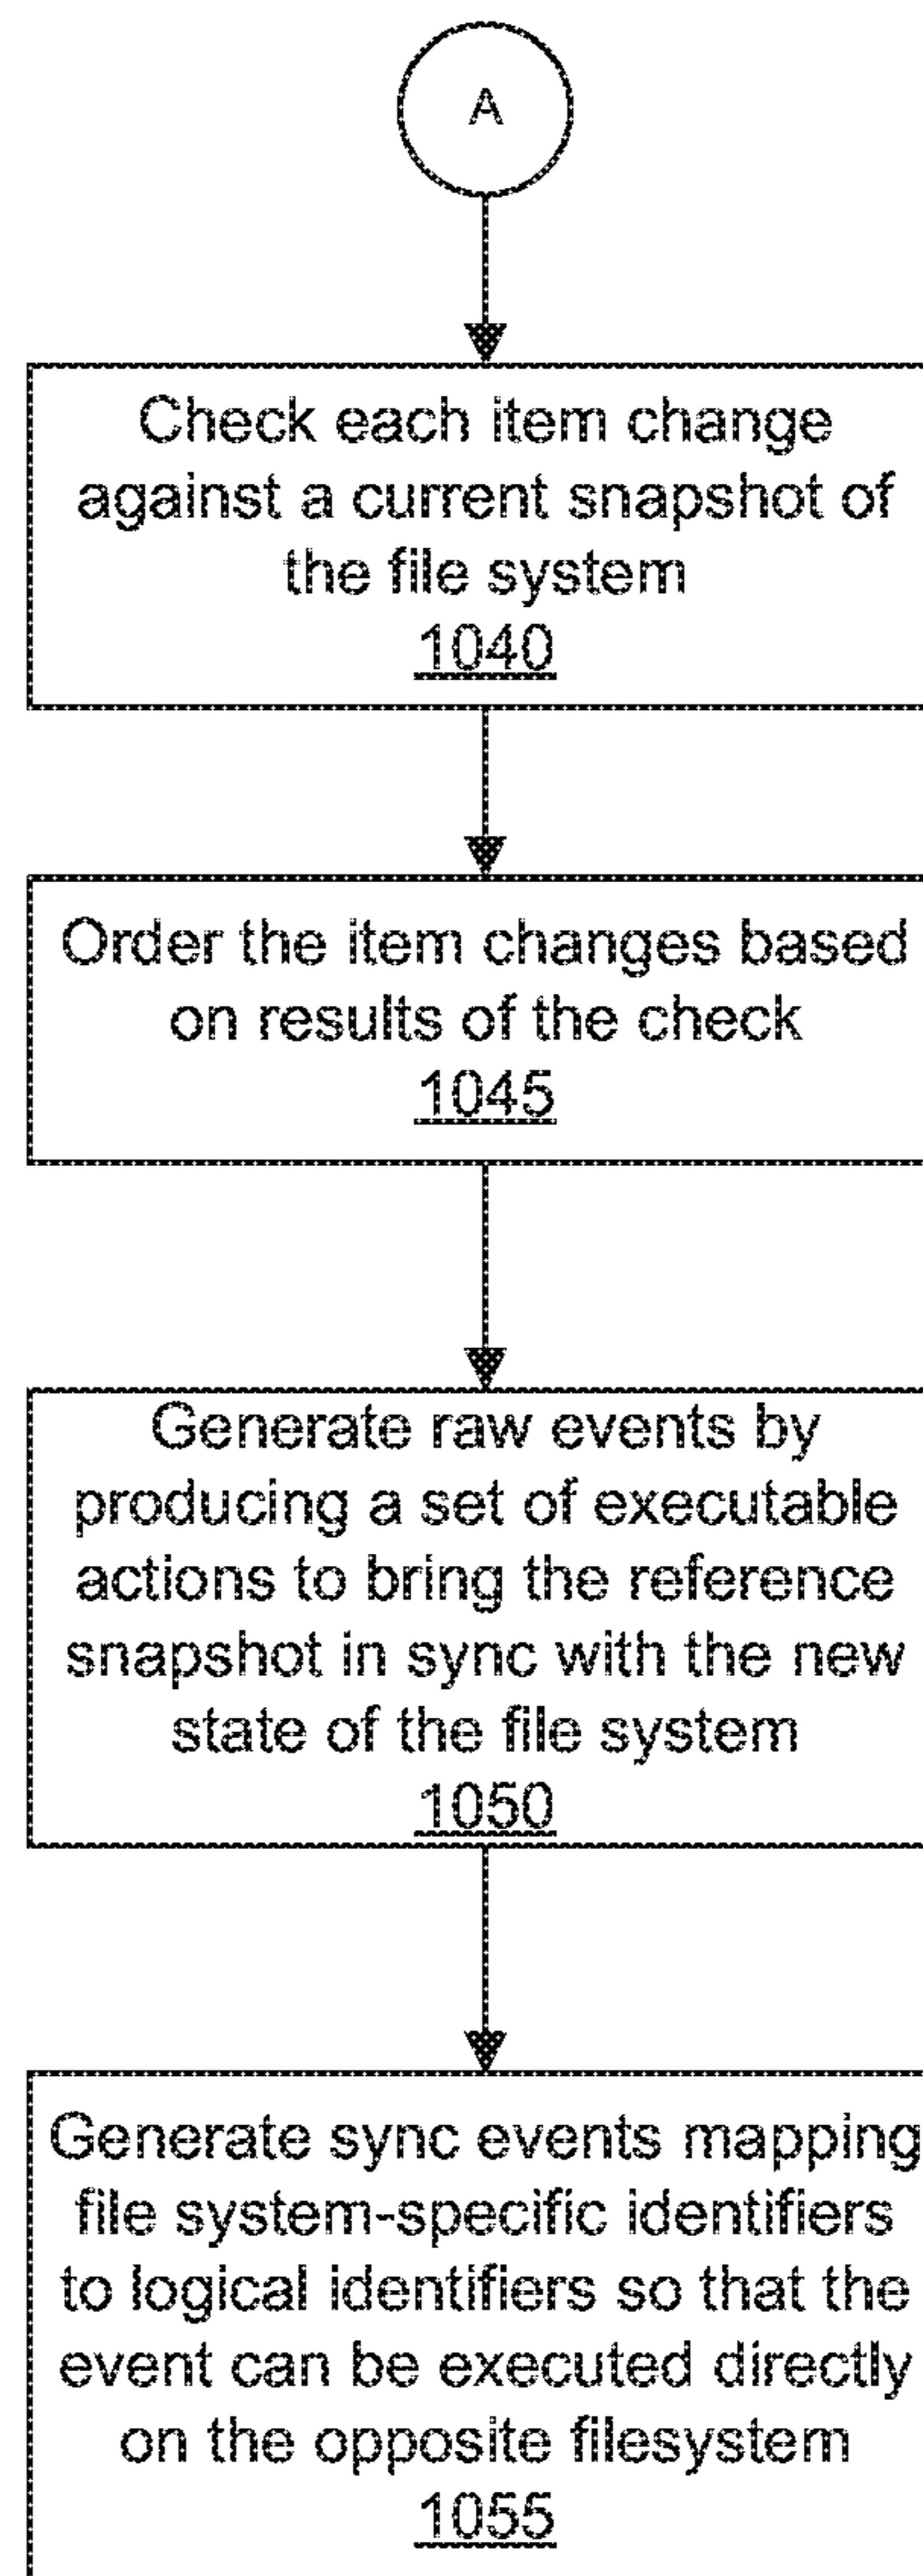 A
Check each item change
against a current snapshot of
the file system
1040
Order the item changes based
on results of the check
1045
Generate raw events by
producing a set of executable
actions to bring the reference
snapshot in sync with the new
state of the file system
1050
Generate sync events mapping
file system-specific identifiers
to logical identifiers so that the
event can be executed directly
on the opposite filesystem
1055